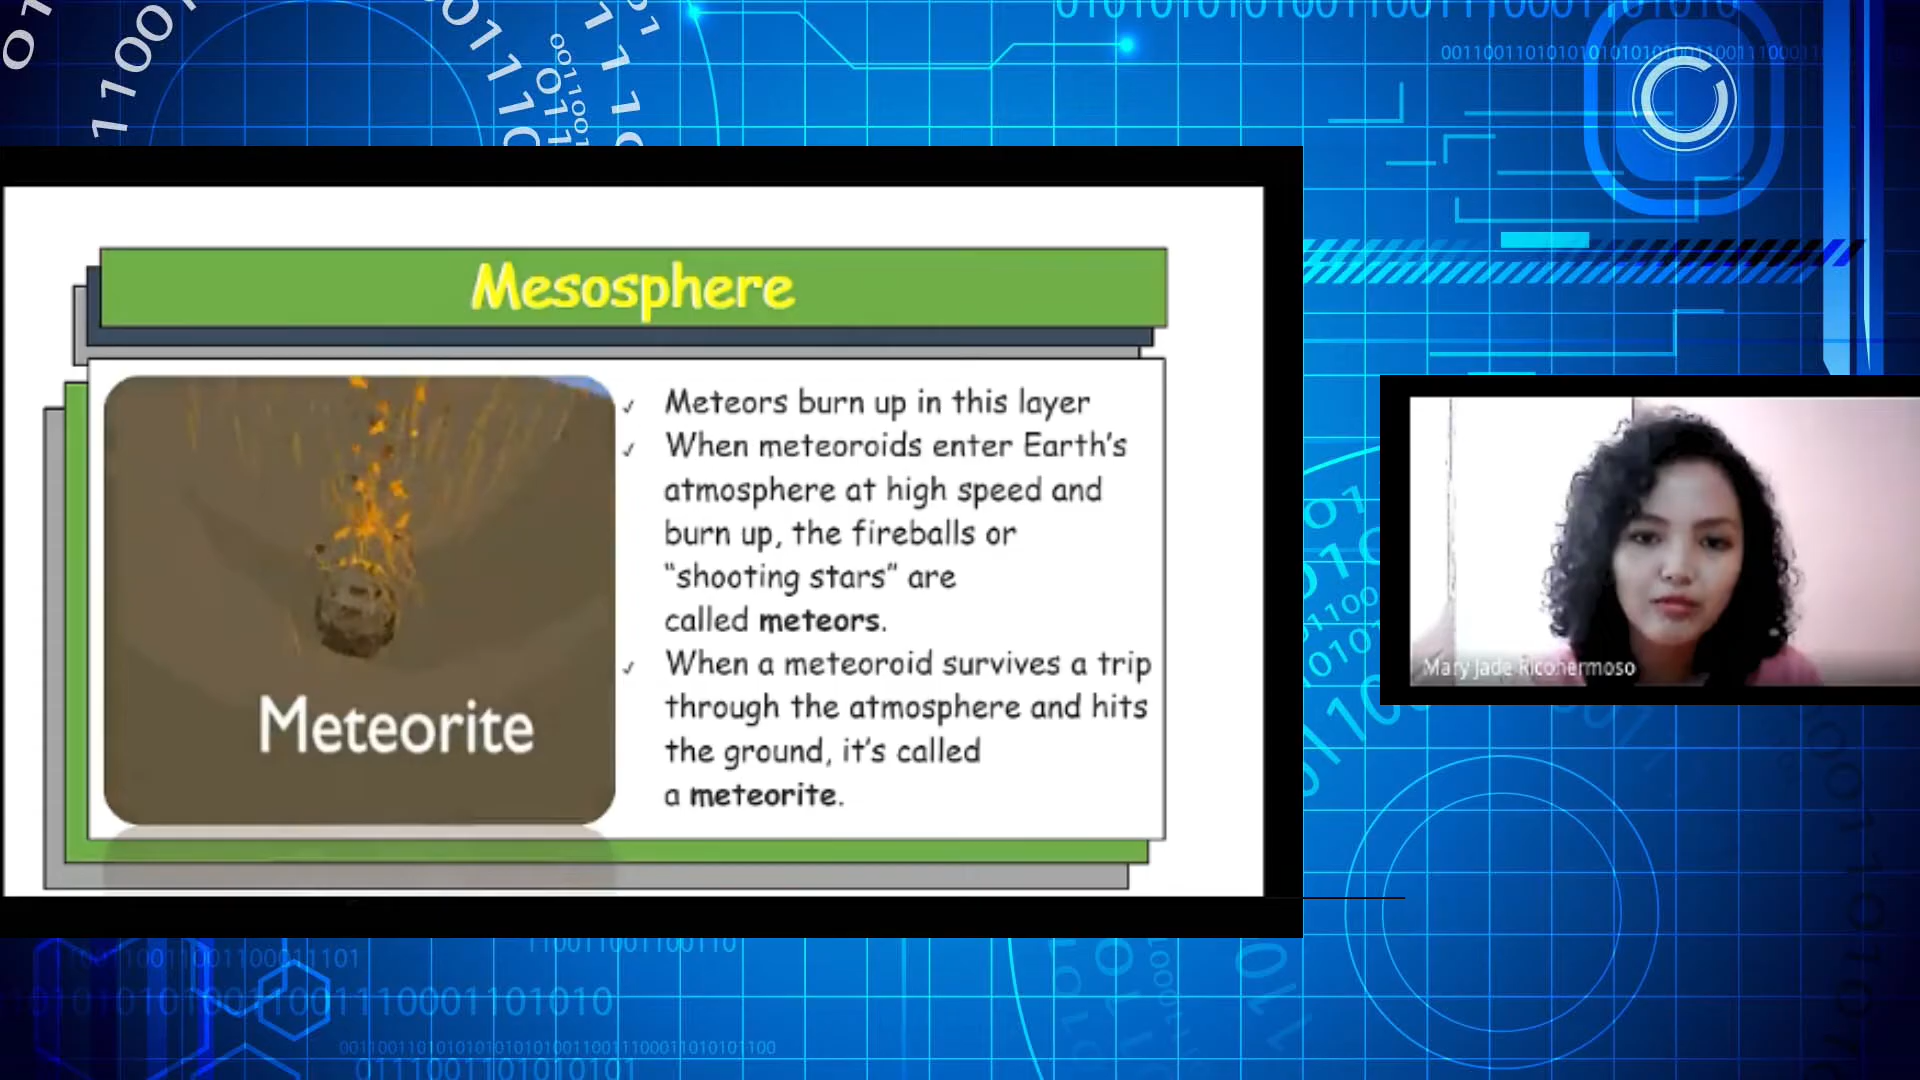 Mesosphere
Meteorite
✓ Meteors burn up in this layer
✓ When meteoroids enter Earth's
atmosphere at high speed and
burn up, the fireballs or
“shooting stars” are
called meteors.
✓ When a meteoroid survives a trip
through the atmosphere and hits
the ground, it's called
a meteorite.
Mary Jade Ricohermoso